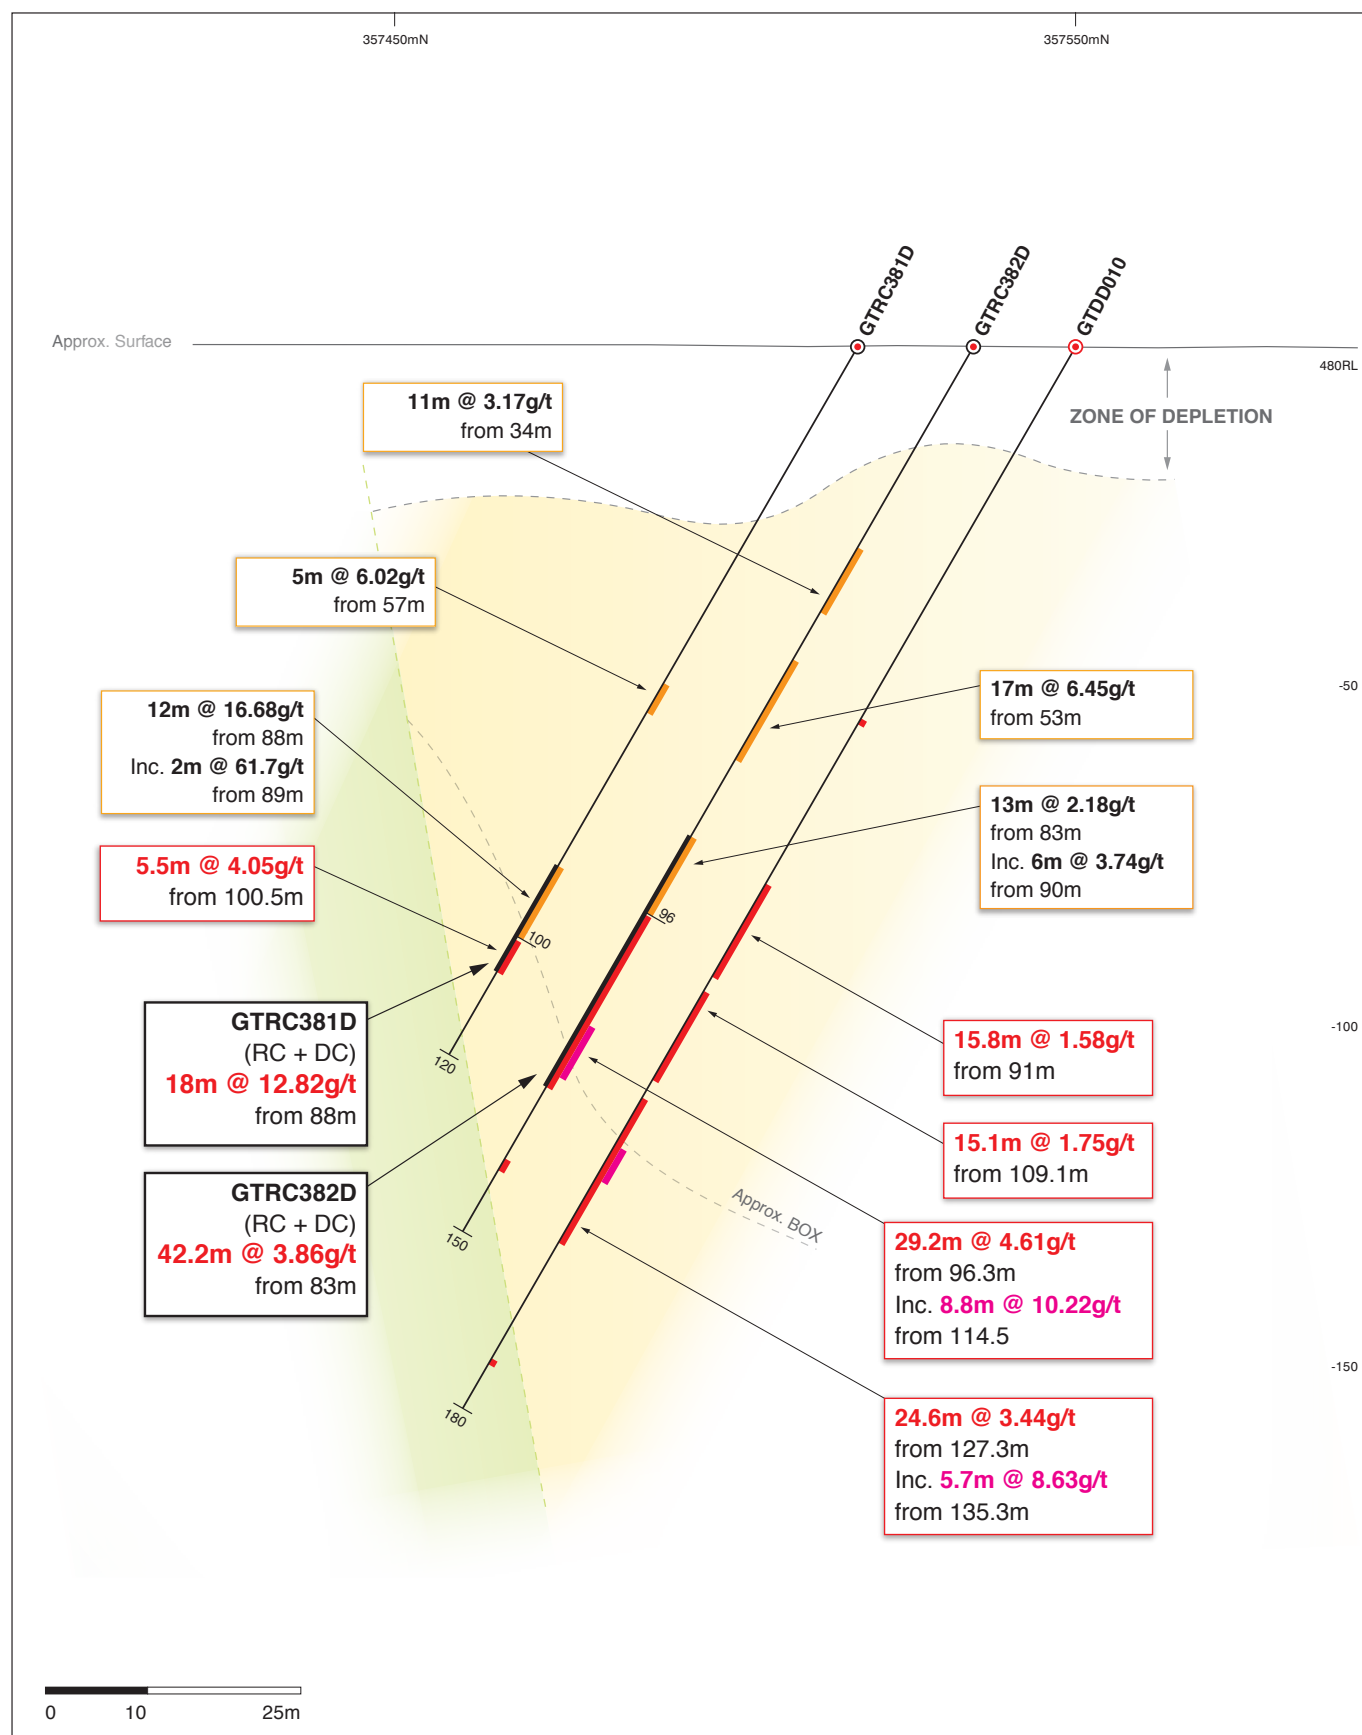 357450mN
357550mN
GTRC381D
GTRC382D
GTDD010
Approx. Surface
480RL
ZONE OF DEPLETION
11m @ 3.17g/t
from 34m
5m @ 6.02g/t
from 57m
-50
17m @ 6.45g/t
from 53m
12m @ 16.68g/t
from 88m
Inc. 2m @ 61.7g/t
from 89m
13m @ 2.18g/t
from 83m
Inc. 6m @ 3.74g/t
from 90m
5.5m @ 4.05g/t
from 100.5m
96
100
GTRC381D
(RC + DC)
18m @ 12.82g/t
from 88m
120
-100
15.8m @ 1.58g/t
from 91m
15.1m @ 1.75g/t
from 109.1m
GTRC382D
(RC + DC)
42.2m @ 3.86g/t
from 83m
150
Approx. BOX
29.2m @ 4.61g/t
from 96.3m
Inc. 8.8m @ 10.22g/t
from 114.5
-150
180
24.6m @ 3.44g/t
from 127.3m
Inc. 5.7m @ 8.63g/t
from 135.3m
0 10 25m